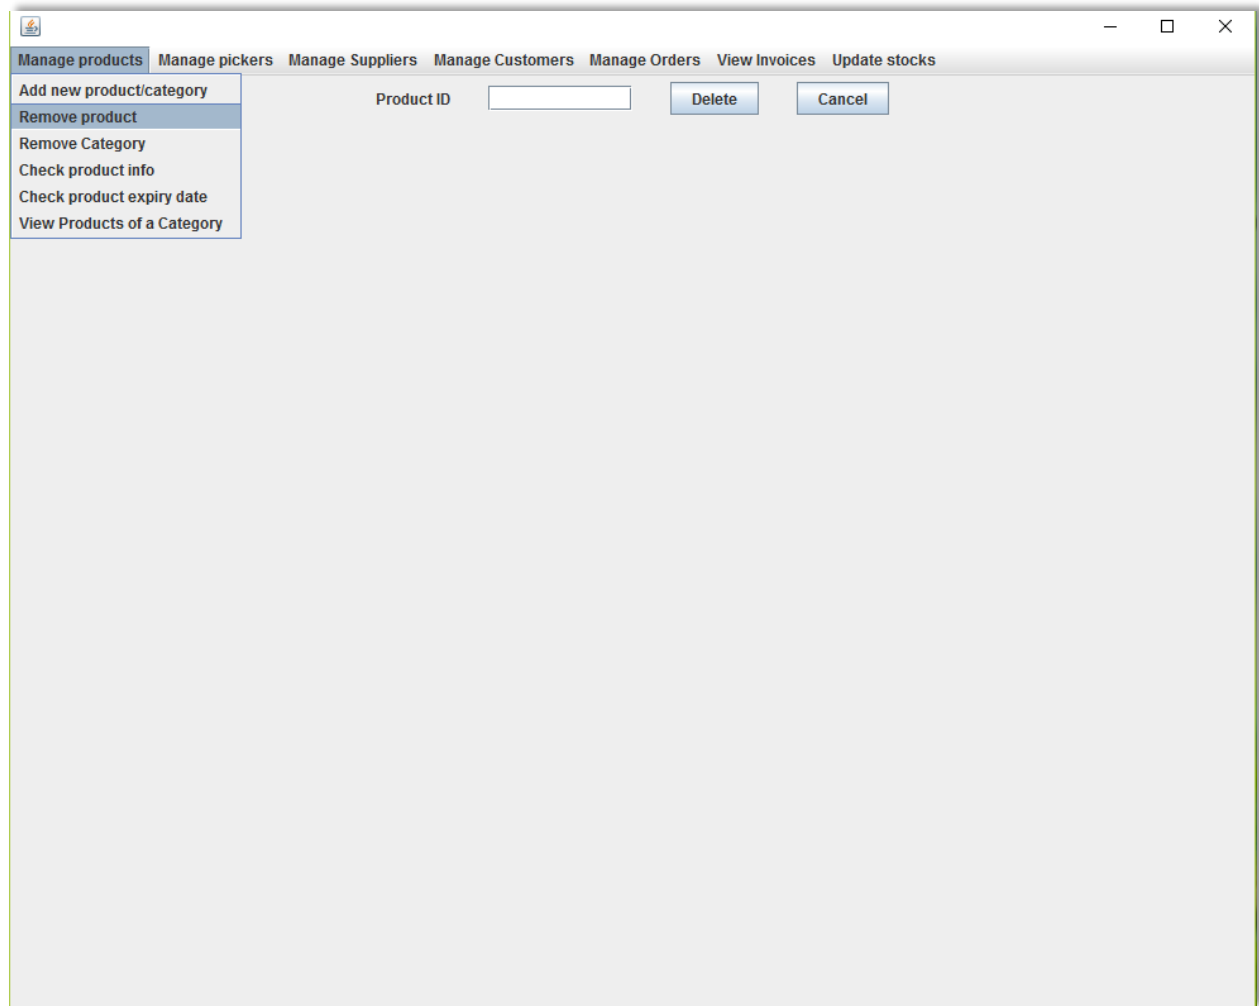 Manage products Manage pickers Manage Suppliers Manage Customers Manage Orders View Invoices Update stocks
Add new product/category
Product ID Delete Cancel
Remove product
Remove Category
Check product info
Check product expiry date
View Products of a Category